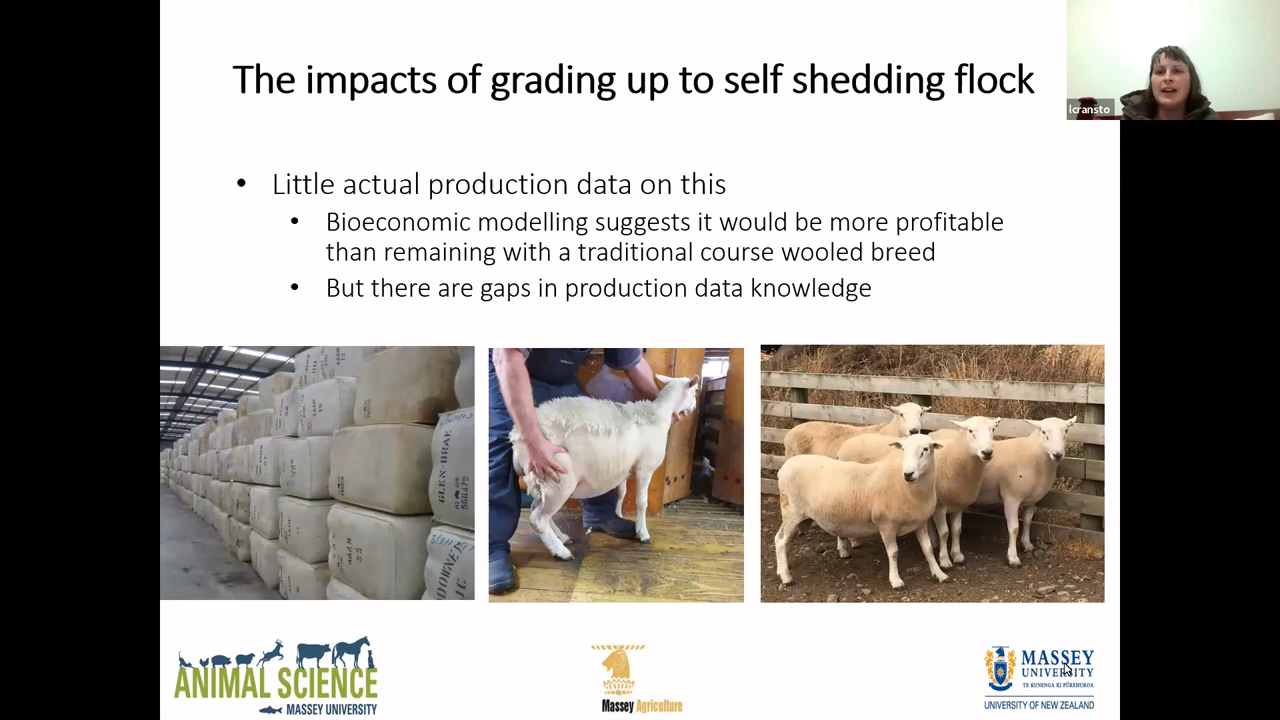 The impacts of grading up to self shedding flock
lcransto
• Little actual production data on this
• Bioeconomic modelling suggests it would be more profitable
than remaining with a traditional course wooled breed
• But there are gaps in production data knowledge
GLEN-BRAE
ANIMAL SCIENCE
MASSEY UNIVERSITY
Massey Agriculture
MASSEY
UNIVERSITY
TE KUNENGA KI PŪREHUROA
UNIVERSITY OF NEW ZEALAND